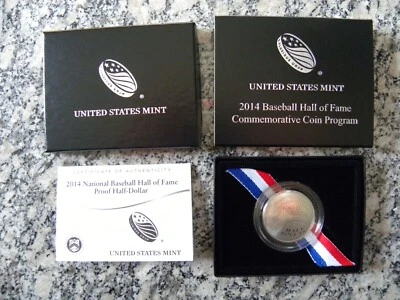 UNITED STATES MINT
UNITED STATES MINT
2014 Baseball Hall of Fame
Commemorative Coin Program
CERTIFICATE OF AUTHENTICITY
2014 National Baseball Hall of Fame
Proof Half-Dollar
UNITED STATES MINT